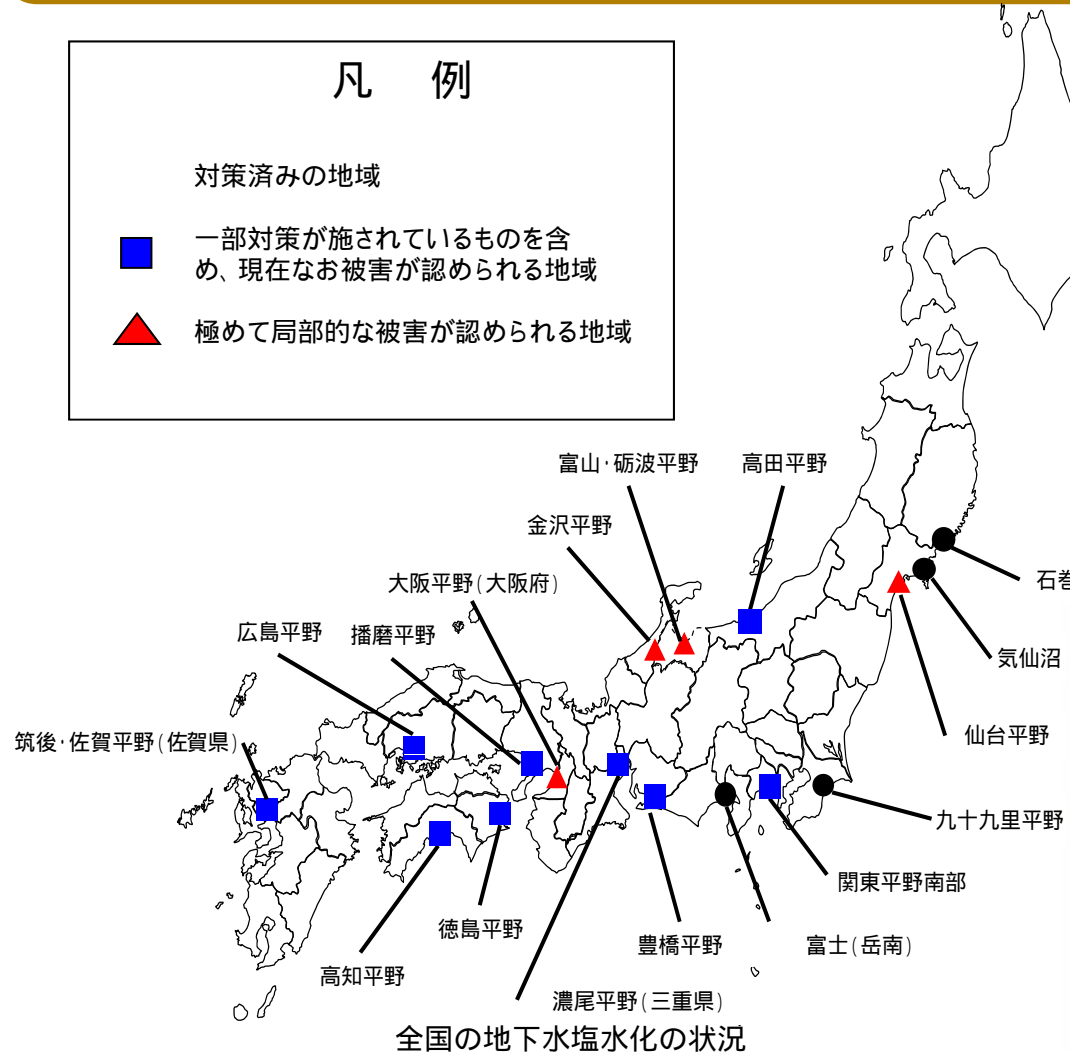 凡 例
対策済みの地域
一部対策が施されているものを含
め、現在なお被害が認められる地域
極めて局部的な被害が認められる地域
富山・砺波平野
高田平野
金沢平野
大阪平野(大阪府)
広島平野
播磨平野
筑後・佐賀平野(佐賀県)
石巻
気仙沼
仙台平野
九十九里平野
関東平野南部
富士(岳南)
豊橋平野
徳島平野
高知平野
濃尾平野(三重県)
全国の地下水塩水化の状況